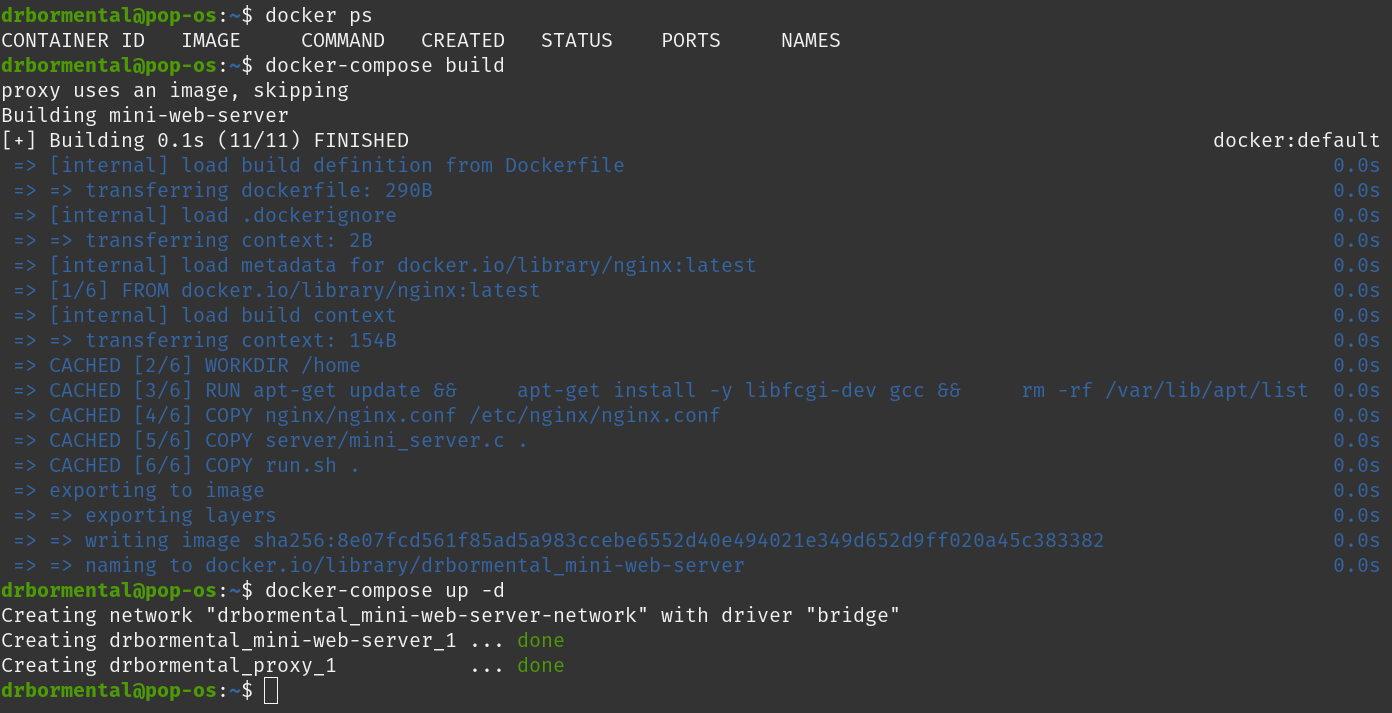 drbormental@pop-os:~$ docker ps
CONTAINER ID   IMAGE     COMMAND   CREATED   STATUS    PORTS     NAMES
drbormental@pop-os:~$ docker-compose build
proxy uses an image, skipping
Building mini-web-server
[+] Building 0.1s (11/11) FINISHED docker:default
=> [internal] load build definition from Dockerfile 0.0s
=> => transferring dockerfile: 290B 0.0s
=> [internal] load .dockerignore 0.0s
=> => transferring context: 2B 0.0s
=> [internal] load metadata for docker.io/library/nginx:latest 0.0s
=> [1/6] FROM docker.io/library/nginx:latest 0.0s
=> [internal] load build context 0.0s
=> => transferring context: 154B 0.0s
=> CACHED [2/6] WORKDIR /home 0.0s
=> CACHED [3/6] RUN apt-get update &&     apt-get install -y libfcgi-dev gcc &&     rm -rf /var/lib/apt/list 0.0s
=> CACHED [4/6] COPY nginx/nginx.conf /etc/nginx/nginx.conf 0.0s
=> CACHED [5/6] COPY server/mini_server.c . 0.0s
=> CACHED [6/6] COPY run.sh . 0.0s
=> exporting to image 0.0s
=> => exporting layers 0.0s
=> => writing image sha256:8e07fcd561f85ad5a983ccebe6552d40e494021e349d652d9ff020a45c383382 0.0s
=> => naming to docker.io/library/drbormental_mini-web-server 0.0s
drbormental@pop-os:~$ docker-compose up -d
Creating network "drbormental_mini-web-server-network" with driver "bridge"
Creating drbormental_mini-web-server_1 ... done
Creating drbormental_proxy_1           ... done
drbormental@pop-os:~$